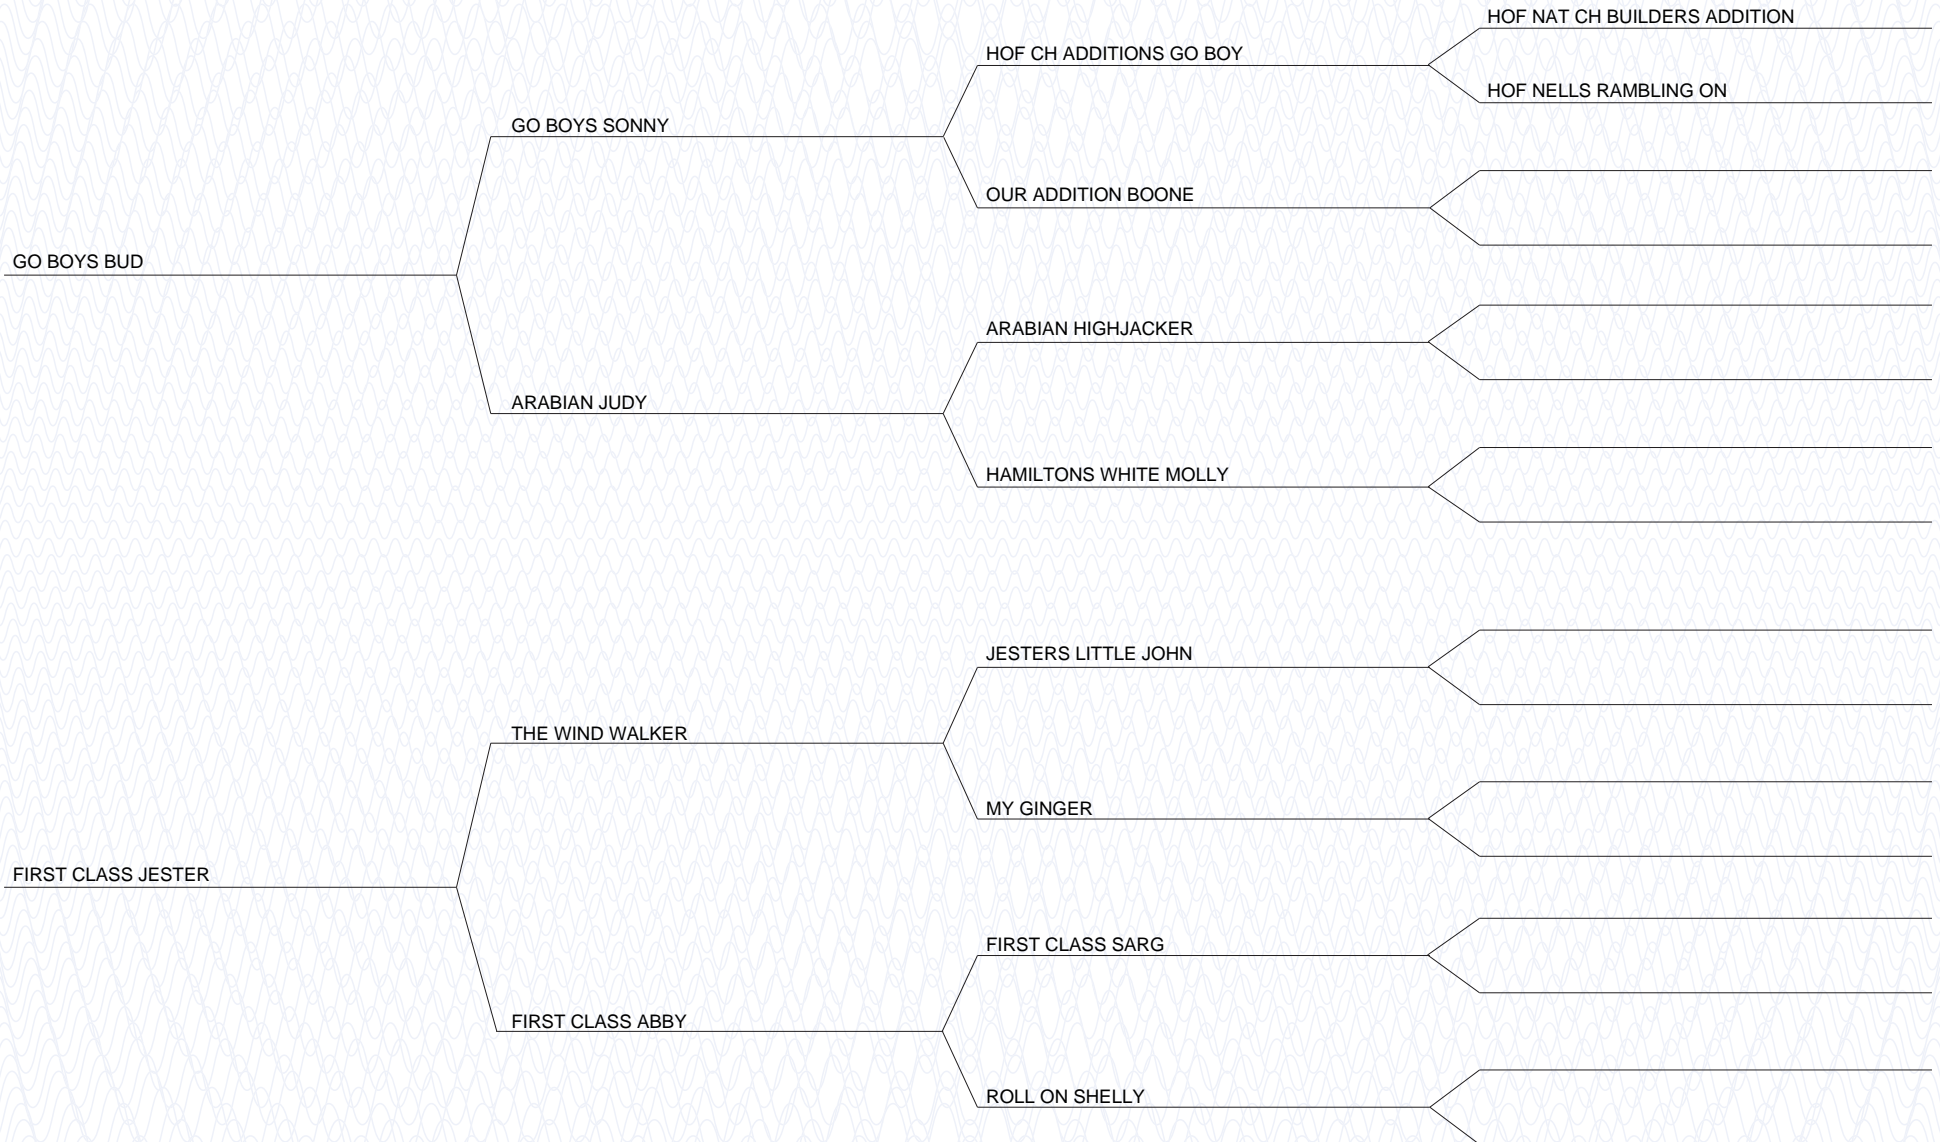 HOF NAT CH BUILDERS ADDITION
HOF CH ADDITIONS GO BOY
HOF NELLS RAMBLING ON
GO BOYS SONNY
OUR ADDITION BOONE
GO BOYS BUD
ARABIAN HIGHJACKER
ARABIAN JUDY
HAMILTONS WHITE MOLLY
JESTERS LITTLE JOHN
THE WIND WALKER
MY GINGER
FIRST CLASS JESTER
FIRST CLASS SARG
FIRST CLASS ABBY
ROLL ON SHELLY